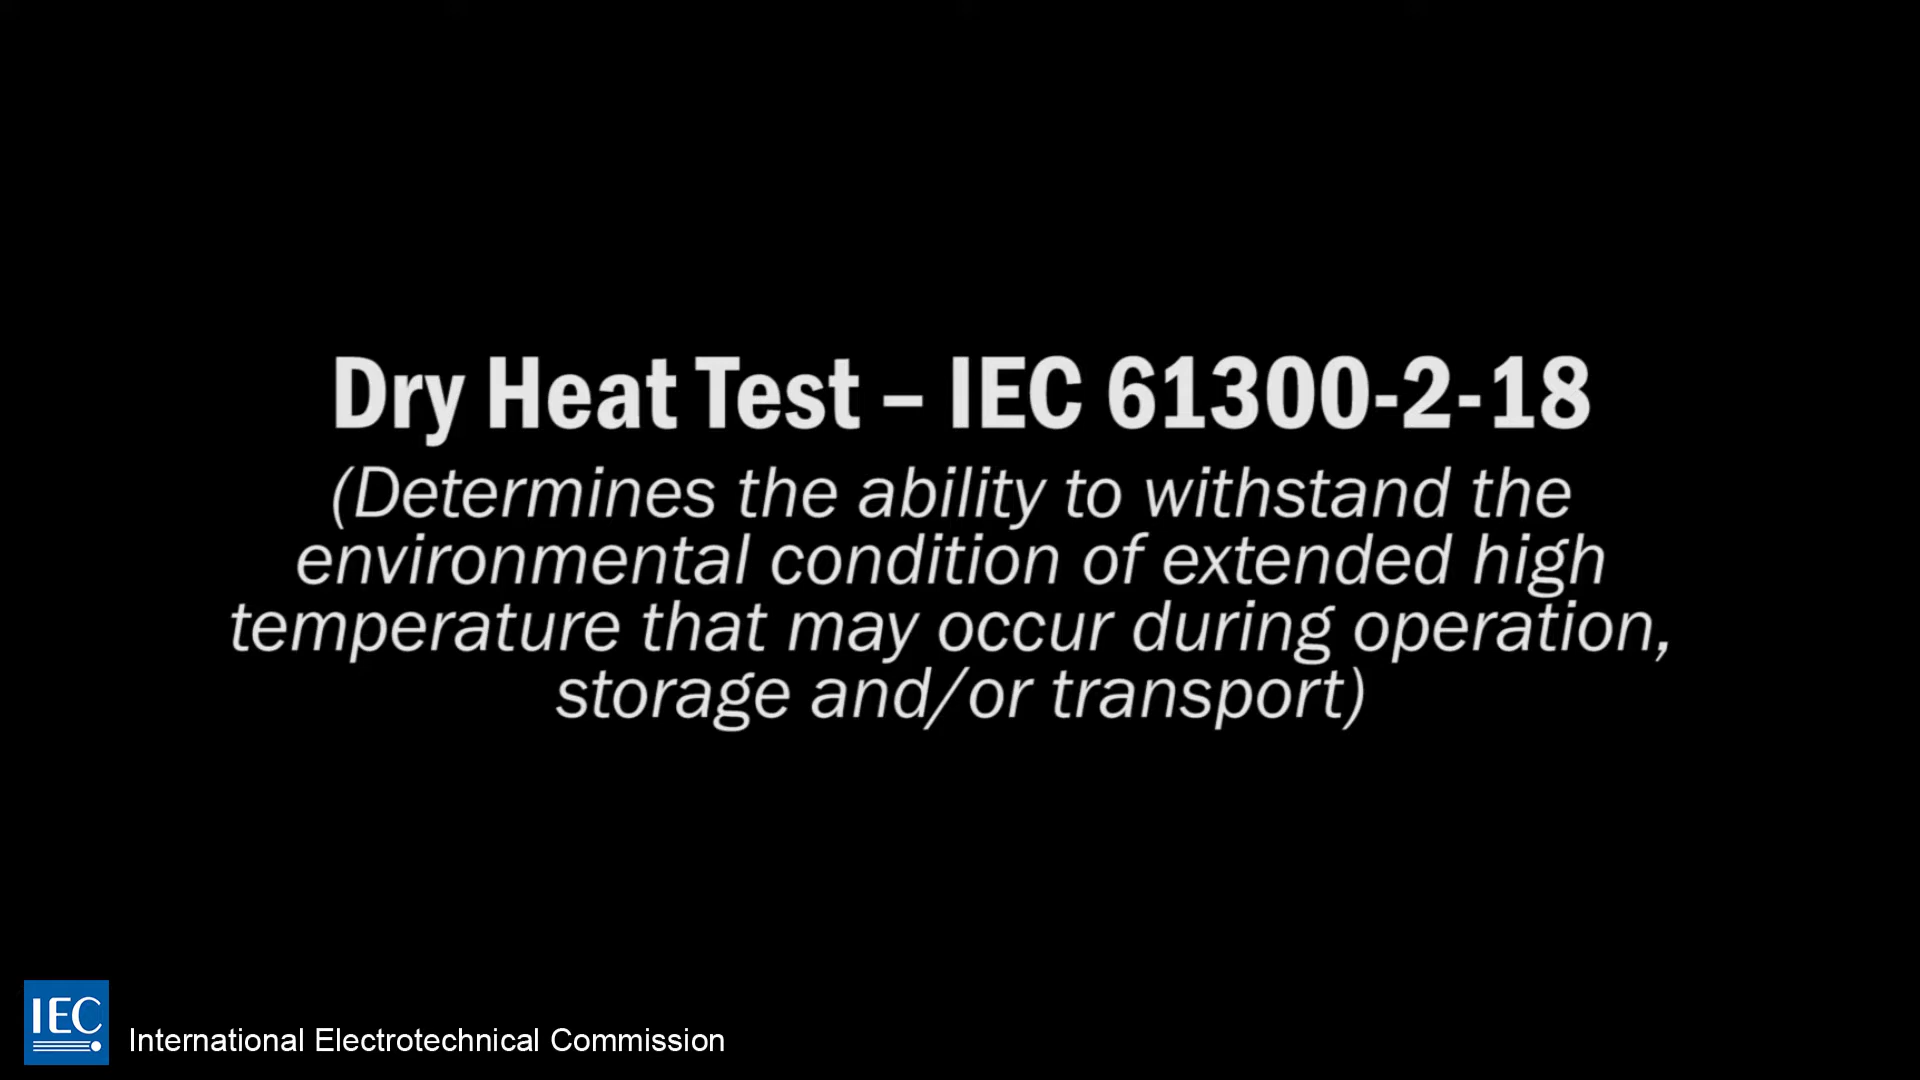 Dry Heat Test – IEC 61300-2-18
(Determines the ability to withstand the
environmental condition of extended high
temperature that may occur during operation,
storage and/or transport)
IEC
International Electrotechnical Commission